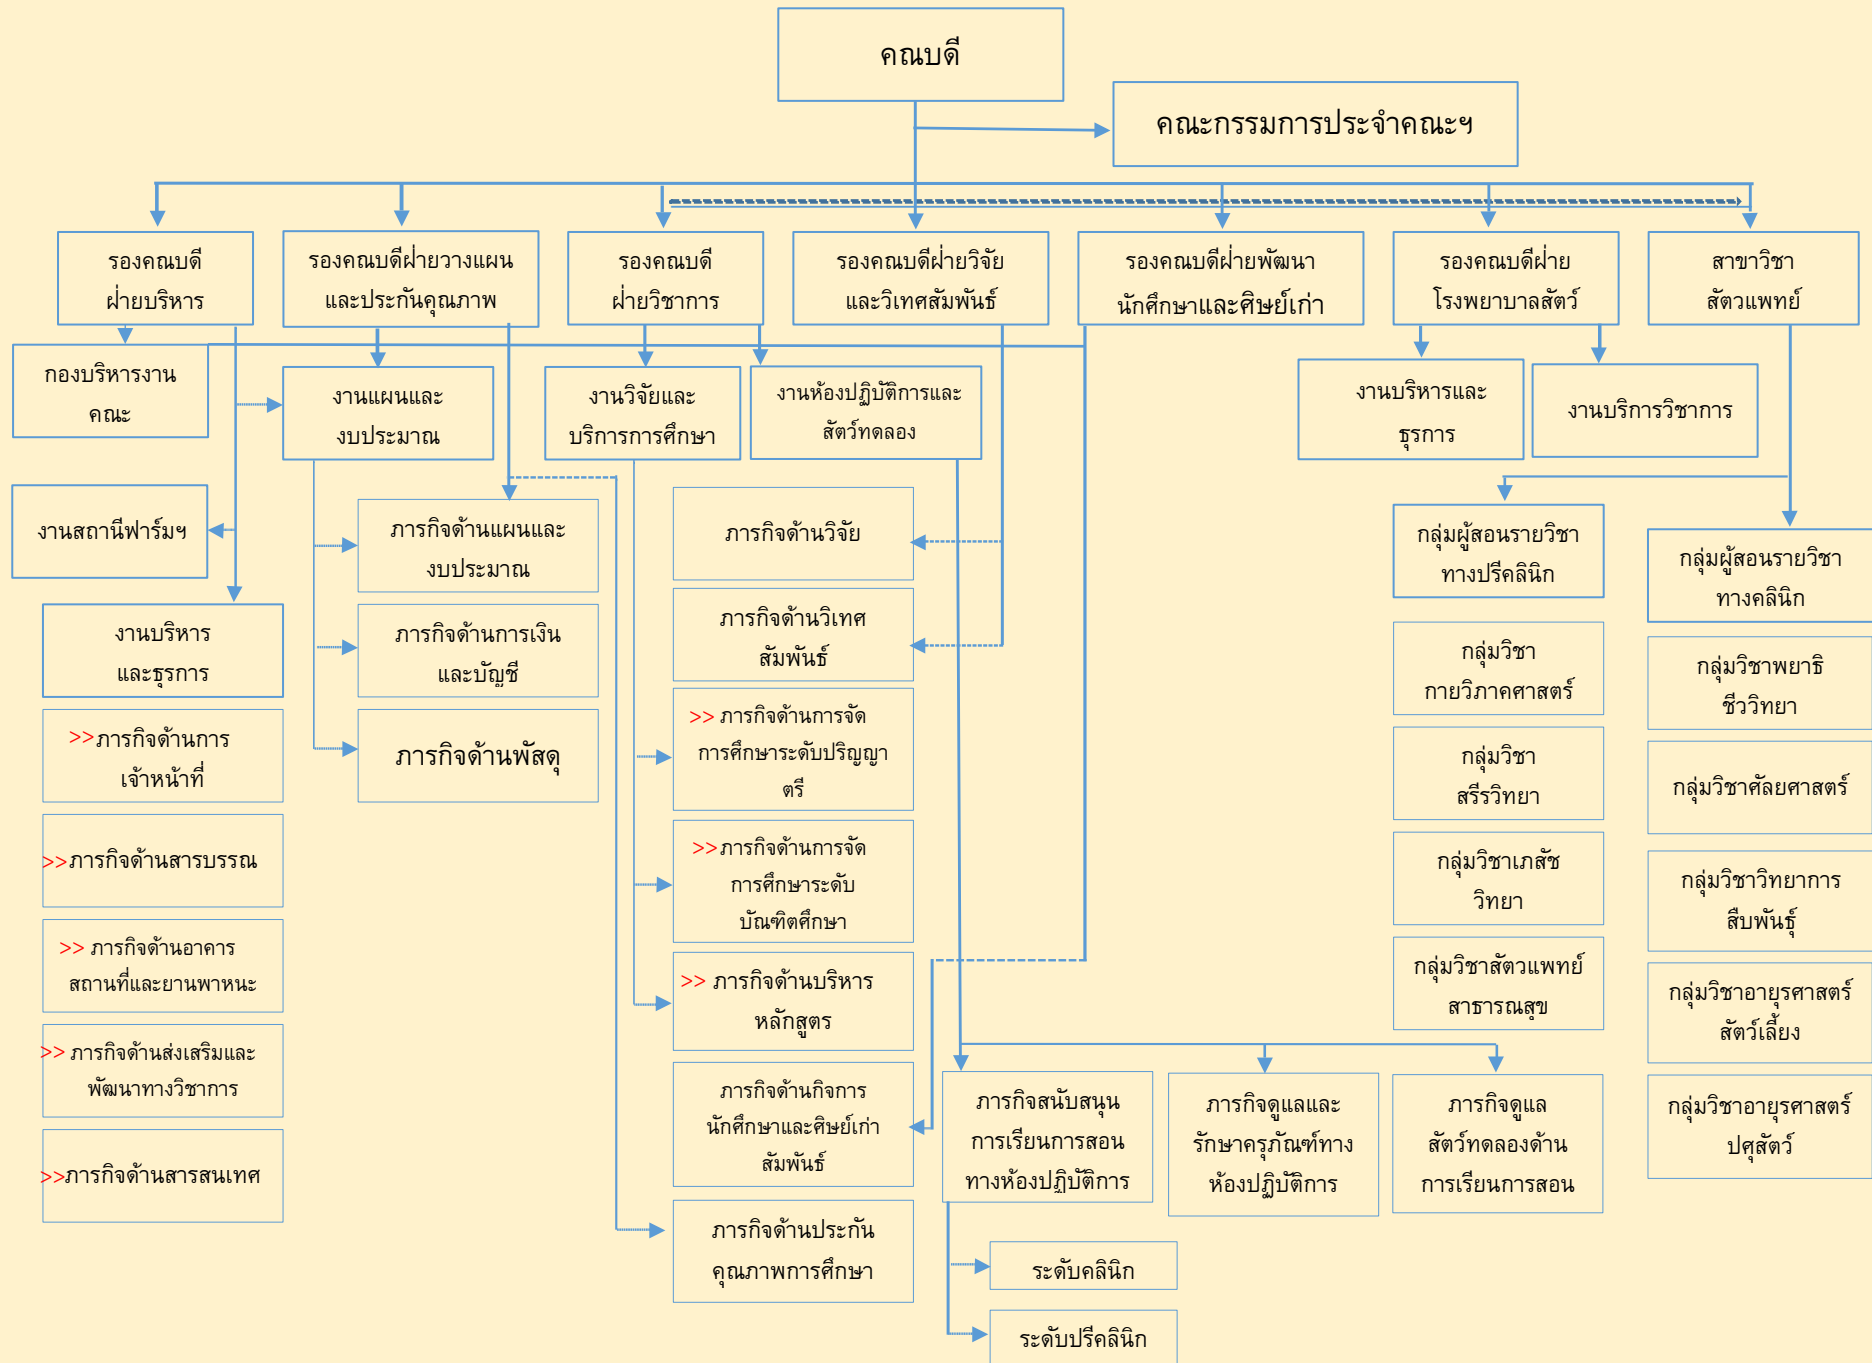 คณบดี
คณะกรรมการประจำคณะฯ
รองคณบดี
ฝ่ายบริหาร
รองคณบดีฝ่ายวางแผน
และประกันคุณภาพ
รองคณบดี
ฝ่ายวิชาการ
รองคณบดีฝ่ายวิจัย
และวิเทศสัมพันธ์
รองคณบดีฝ่ายพัฒนา
นักศึกษาและศิษย์เก่า
รองคณบดีฝ่าย
โรงพยาบาลสัตว์
สาขาวิชา
สัตวแพทย์
กองบริหารงาน
คณะ
งานแผนและ
งบประมาณ
งานวิจัยและ
บริการการศึกษา
งานห้องปฏิบัติการและ
สัตว์ทดลอง
งานบริหารและ
ธุรการ
งานบริการวิชาการ
งานสถานีฟาร์มฯ
งานบริหาร
และธุรการ
>>ภารกิจด้านการ
เจ้าหน้าที่
>>ภารกิจด้านสารบรรณ
>> ภารกิจด้านอาคาร
สถานที่และยานพาหนะ
>> ภารกิจด้านส่งเสริมและ
พัฒนาทางวิชาการ
>>ภารกิจด้านสารสนเทศ
ภารกิจด้านแผนและ
งบประมาณ
ภารกิจด้านการเงิน
และบัญชี
ภารกิจด้านพัสดุ
ภารกิจด้านวิจัย
ภารกิจด้านวิเทศ
สัมพันธ์
>> ภารกิจด้านการจัด
การศึกษาระดับปริญญา
ตรี
>>ภารกิจด้านการจัด
การศึกษาระดับ
บัณฑิตศึกษา
>> ภารกิจด้านบริหาร
หลักสูตร
ภารกิจด้านกิจการ
นักศึกษาและศิษย์เก่า
สัมพันธ์
ภารกิจด้านประกัน
คุณภาพการศึกษา
ภารกิจสนับสนุน
การเรียนการสอน
ทางห้องปฏิบัติการ
ภารกิจดูแลและ
รักษาครุภัณฑ์ทาง
ห้องปฏิบัติการ
ภารกิจดูแล
สัตว์ทดลองด้าน
การเรียนการสอน
ระดับคลินิก
ระดับปรีคลินิก
กลุ่มผู้สอนรายวิชา
ทางปรีคลินิก
กลุ่มวิชา
กายวิภาคศาสตร์
กลุ่มวิชา
สรีรวิทยา
กลุ่มวิชาเภสัช
วิทยา
กลุ่มวิชาสัตวแพทย์
สาธารณสุข
กลุ่มผู้สอนรายวิชา
ทางคลินิก
กลุ่มวิชาพยาธิ
ชีววิทยา
กลุ่มวิชาศัลยศาสตร์
กลุ่มวิชาวิทยาการ
สืบพันธุ์
กลุ่มวิชาอายุรศาสตร์
สัตว์เลี้ยง
กลุ่มวิชาอายุรศาสตร์
ปศุสัตว์